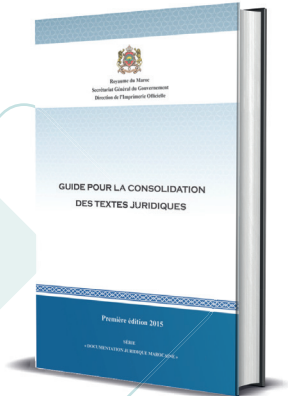 Royaume du Maroc
Secrétariat Général du Gouvernement
Direction de l'Imprimerie Officielle
GUIDE POUR LA CONSOLIDATION
DES TEXTES JURIDIQUES
Première édition 2015
SÉRIE
« DOCUMENTATION JURIDIQUE MAROCAINE »